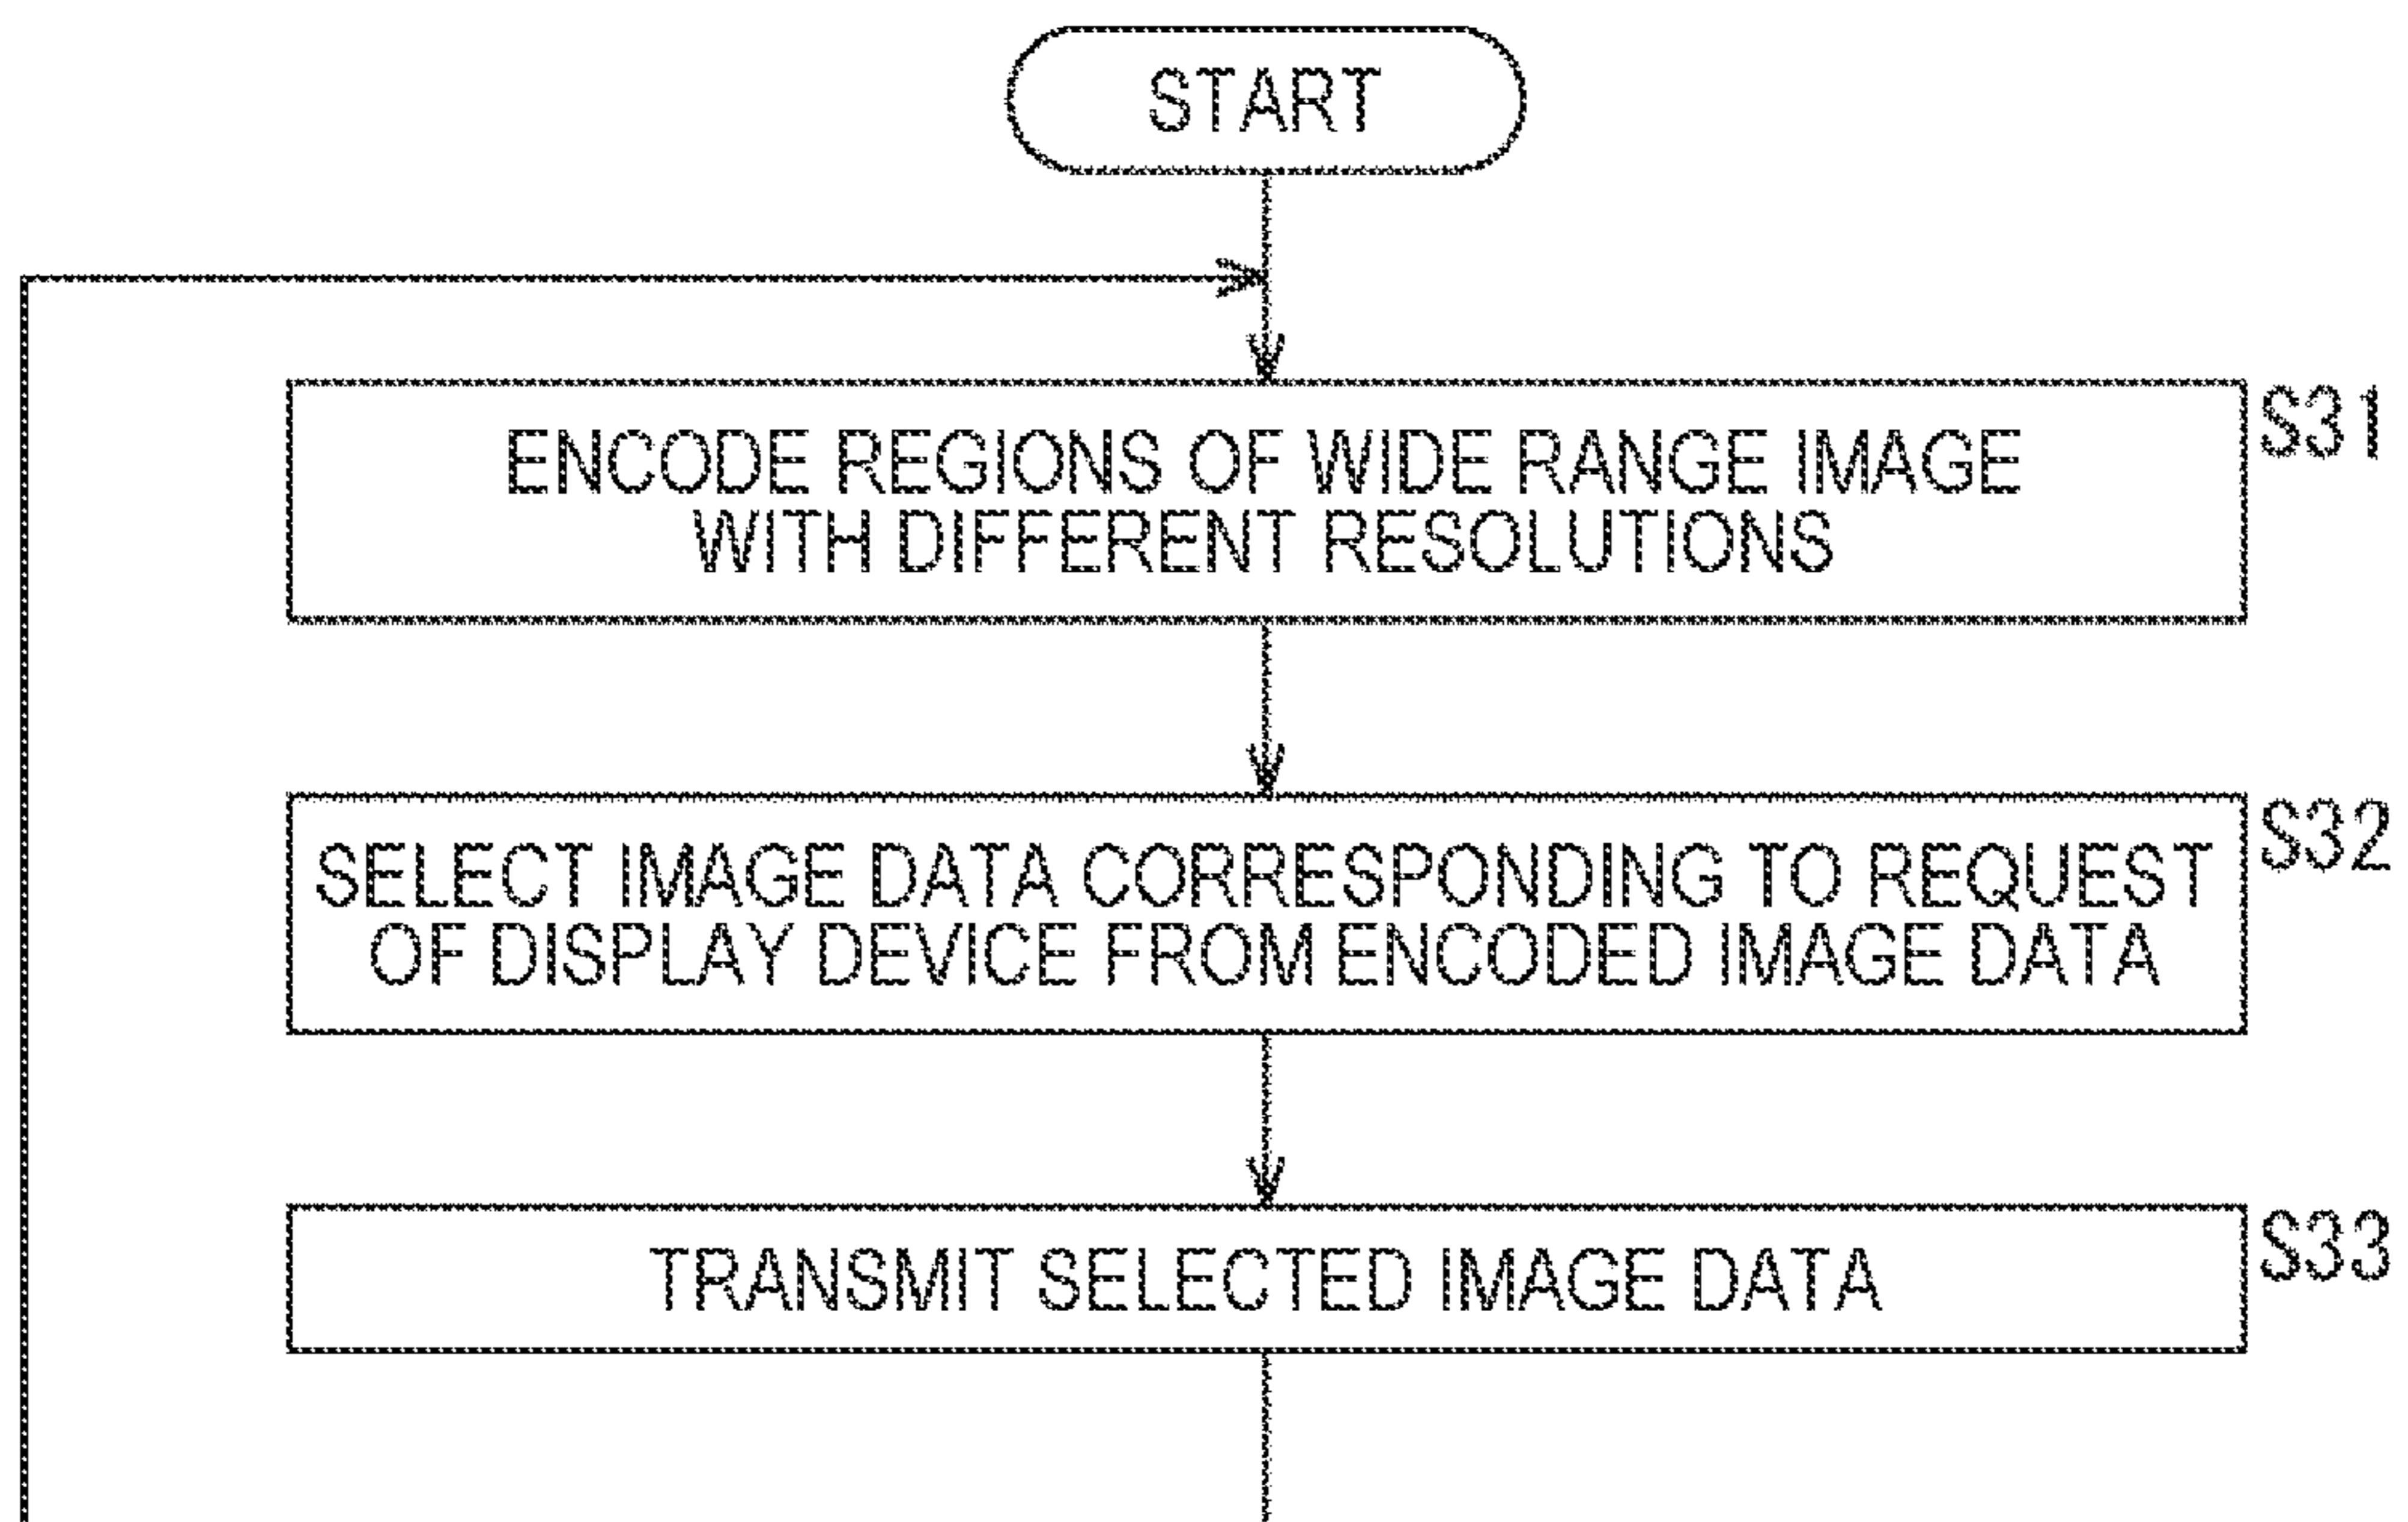 START
ENCODE REGIONS OF WIDE RANGE IMAGE
WITH DIFFERENT RESOLUTIONS
S31
SELECT IMAGE DATA CORRESPONDING TO REQUEST
OF DISPLAY DEVICE FROM ENCODED IMAGE DATA
S32
TRANSMIT SELECTED IMAGE DATA
S33